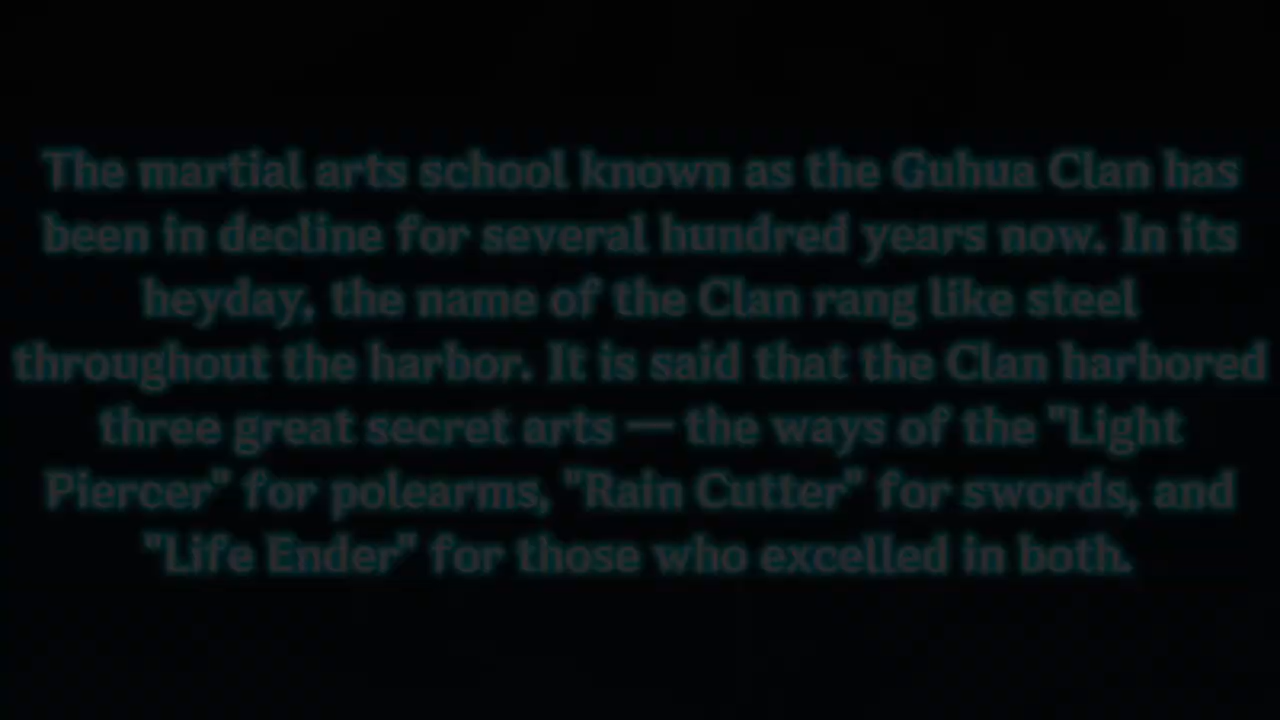 The martial arts school known as the Guhua Clan has
been in decline for several hundred years now. In its
heyday, the name of the Clan rang like steel
throughout the harbor. It is said that the Clan harbored
three great secret arts — the ways of the "Light
Piercer" for polearms, "Rain Cutter" for swords, and
"Life Ender" for those who excelled in both.